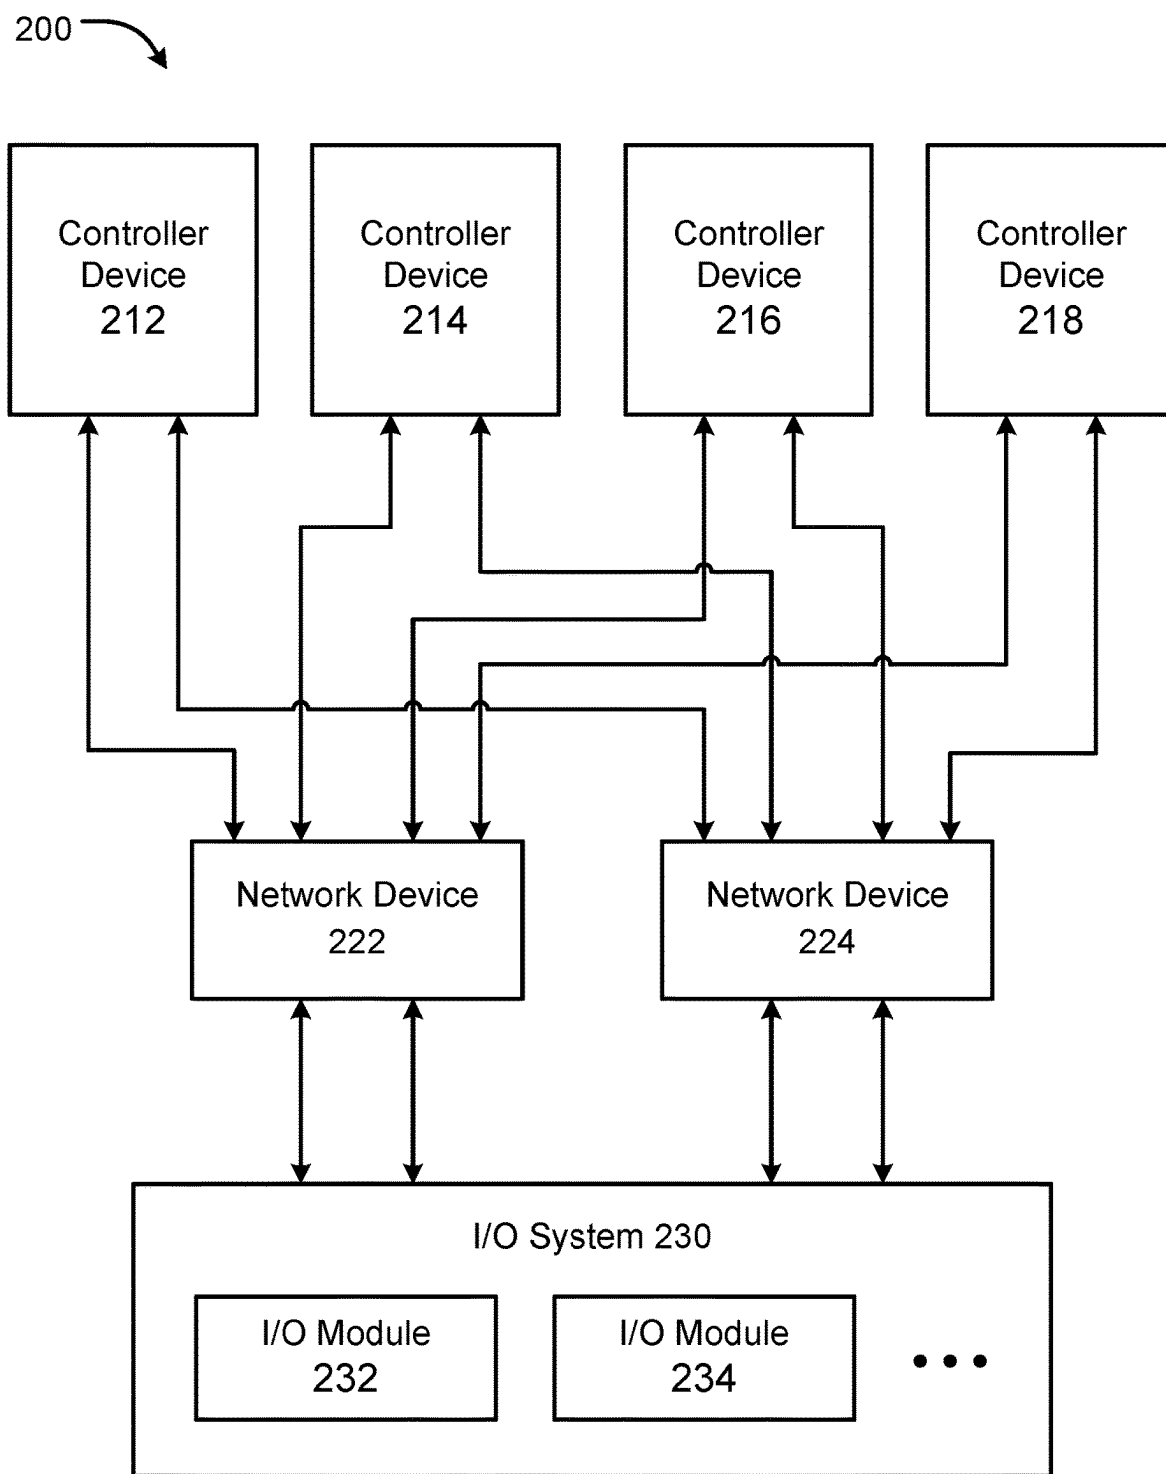 200
Controller
Device
212
Controller
Device
214
Controller
Device
216
Controller
Device
218
Network Device
222
Network Device
224
I/O System 230
I/O Module
232
I/O Module
234